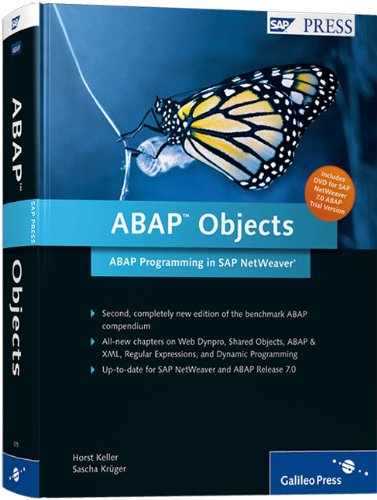 SAP PRESS
Includes
DVD for SAP
NetWeaver
7.0 ABAP
Trial Version
ABAP™ Objects
ABAP Programming in SAP NetWeaver®
Second, completely new edition of the benchmark ABAP
compendium
All-new chapters on Web Dynpro, Shared Objects, ABAP &
XML, Regular Expressions, and Dynamic Programming
Up-to-date for SAP NetWeaver and ABAP Release 7.0
Horst Keller
Sascha Krüger
Galileo Press
ABAP™ Objects
SAP PRESS